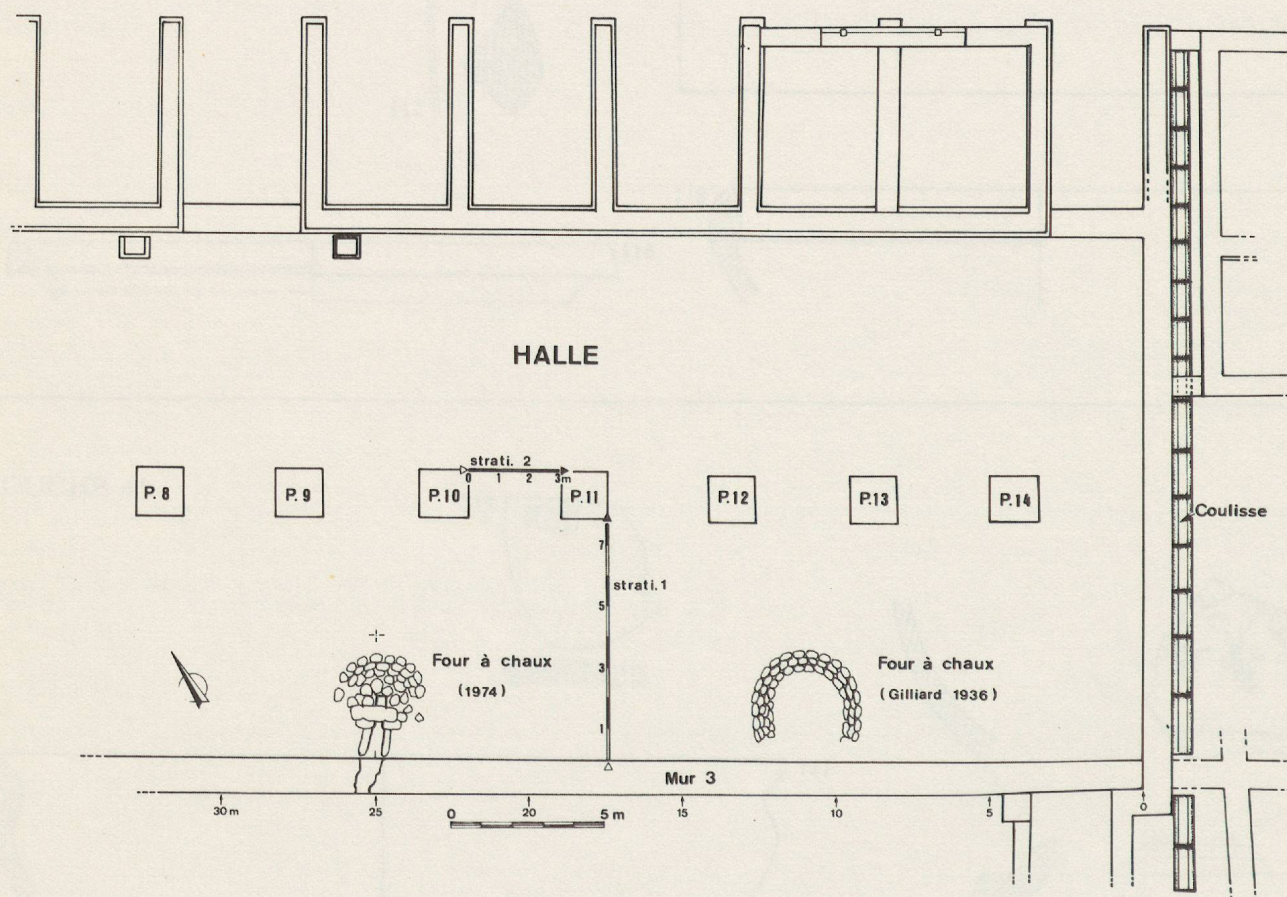 HALLE
strati. 2
0 1 2 3m
P. 8
P. 9
P.10
P.11
P.12
P.13
P.14
Coulisse
7
strati.1
5
3
1
Four à chaux
(1974)
Four à chaux
(Gilliard 1936)
Mur 3
30 m
25
20
15
10
5
0
0
5 m